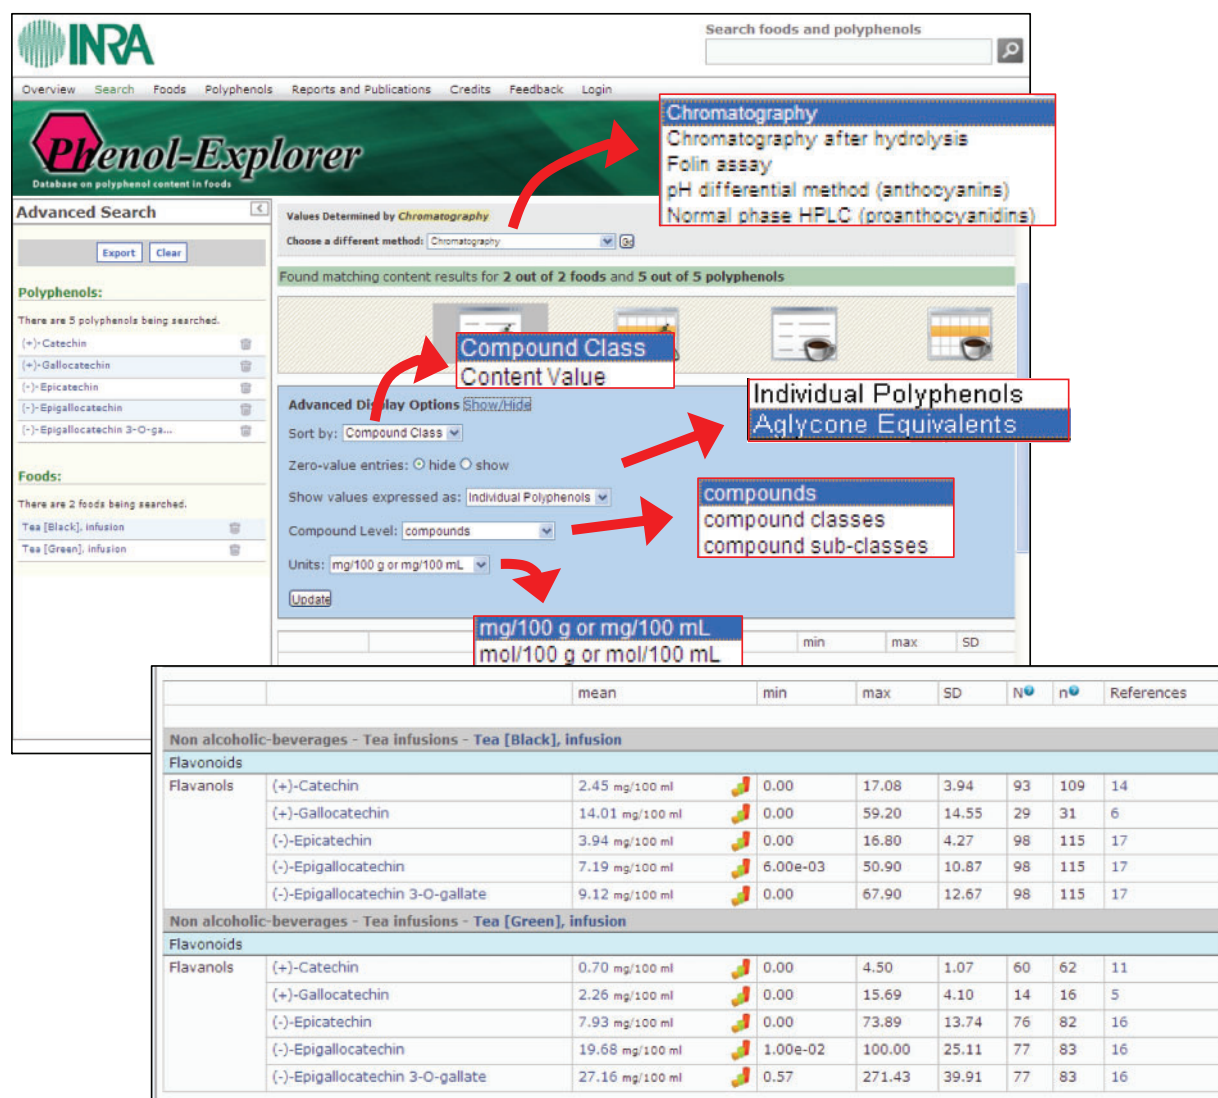 INRA
Search foods and polyphenols
Overview Search Foods Polyphenols Reports and Publications Credits Feedback Login
Phenol-Explorer
Database on polyphenol content in foods
Chromatography
Chromatography after hydrolysis
Folin assay
pH differential method (anthocyanins)
Normal phase HPLC (proanthocyanidins)
Advanced Search
Export Clear
Polyphenols:
There are 5 polyphenols being searched.
(+)-Catechin
(+)-Gallocatechin
(-)-Epicatechin
(-)-Epigallocatechin
(-)-Epigallocatechin 3-O-ga...
Foods:
There are 2 foods being searched.
Tea [Black], infusion
Tea [Green], infusion
Values Determined by Chromatography
Choose a different method: Chromatography Go
Found matching content results for 2 out of 2 foods and 5 out of 5 polyphenols
Compound Class
Content Value
Advanced Display Options Show/Hide
Sort by: Compound Class
Zero-value entries: hide show
Show values expressed as: Individual Polyphenols
Compound Level: compounds
Units: mg/100 g or mg/100 mL
Update
Individual Polyphenols
Aglycone Equivalents
compounds
compound classes
compound sub-classes
mg/100 g or mg/100 mL
mol/100 g or mol/100 mL
min max SD
mean min max SD N n References
Non alcoholic-beverages - Tea infusions - Tea [Black], infusion
Flavonoids
Flavanols (+)-Catechin 2.45 mg/100 ml 0.00 17.08 3.94 93 109 14
(+)-Gallocatechin 14.01 mg/100 ml 0.00 59.20 14.55 29 31 6
(-)-Epicatechin 3.94 mg/100 ml 0.00 16.80 4.27 98 115 17
(-)-Epigallocatechin 7.19 mg/100 ml 6.00e-03 50.90 10.87 98 115 17
(-)-Epigallocatechin 3-O-gallate 9.12 mg/100 ml 0.00 67.90 12.67 98 115 17
Non alcoholic-beverages - Tea infusions - Tea [Green], infusion
Flavonoids
Flavanols (+)-Catechin 0.70 mg/100 ml 0.00 4.50 1.07 60 62 11
(+)-Gallocatechin 2.26 mg/100 ml 0.00 15.69 4.10 14 16 5
(-)-Epicatechin 7.93 mg/100 ml 0.00 73.89 13.74 76 82 16
(-)-Epigallocatechin 19.68 mg/100 ml 1.00e-02 100.00 25.11 77 83 16
(-)-Epigallocatechin 3-O-gallate 27.16 mg/100 ml 0.57 271.43 39.91 77 83 16